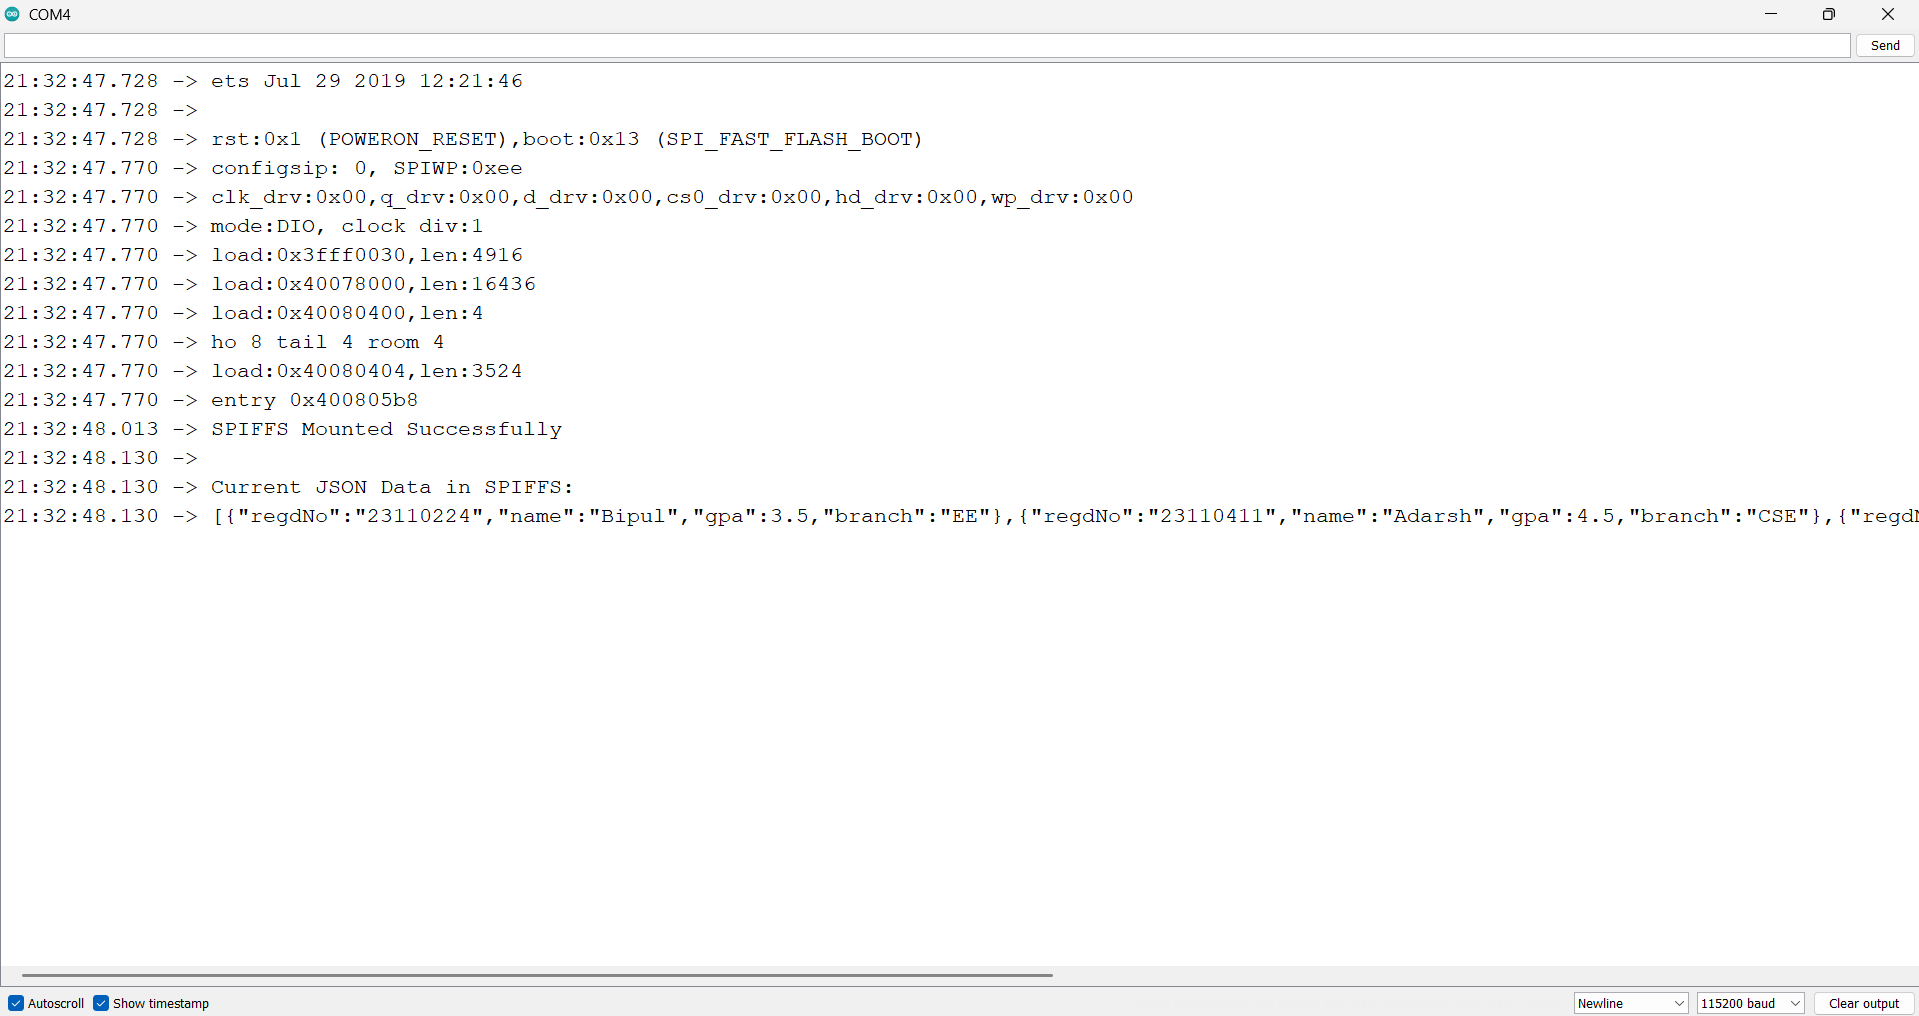 COM4
Send
21:32:47.728 -> ets Jul 29 2019 12:21:46
21:32:47.728 ->
21:32:47.728 -> rst:0x1 (POWERON_RESET),boot:0x13 (SPI_FAST_FLASH_BOOT)
21:32:47.770 -> configsip: 0, SPIWP:0xee
21:32:47.770 -> clk_drv:0x00,q_drv:0x00,d_drv:0x00,cs0_drv:0x00,hd_drv:0x00,wp_drv:0x00
21:32:47.770 -> mode:DIO, clock div:1
21:32:47.770 -> load:0x3fff0030,len:4916
21:32:47.770 -> load:0x40078000,len:16436
21:32:47.770 -> load:0x40080400,len:4
21:32:47.770 -> ho 8 tail 4 room 4
21:32:47.770 -> load:0x40080404,len:3524
21:32:47.770 -> entry 0x400805b8
21:32:48.013 -> SPIFFS Mounted Successfully
21:32:48.130 ->
21:32:48.130 -> Current JSON Data in SPIFFS:
21:32:48.130 -> [{"regdNo":"23110224","name":"Bipul","gpa":3.5,"branch":"EE"},{"regdNo":"23110411","name":"Adarsh","gpa":4.5,"branch":"CSE"},{"regdN
Autoscroll Show timestamp Newline 115200 baud Clear output